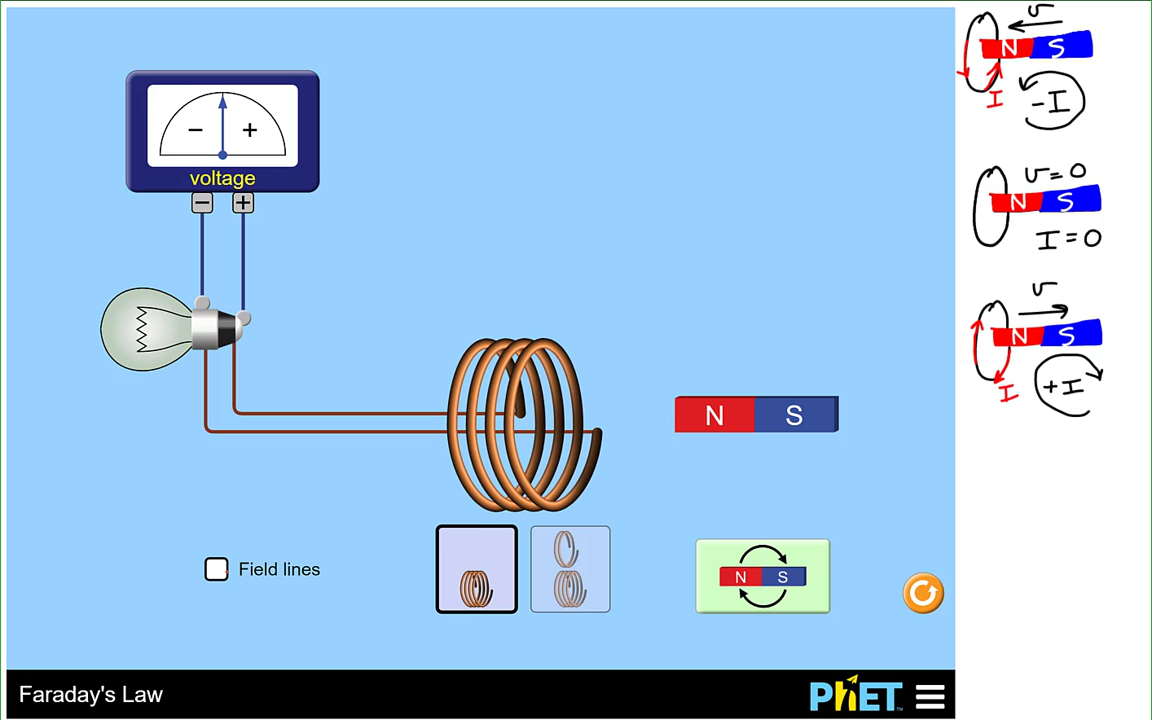 − +
voltage
− +
N S
Field lines
N S
Faraday's Law
PhET
v
N S
I
-I
v=0
N S
I=0
v
N S
I
+I